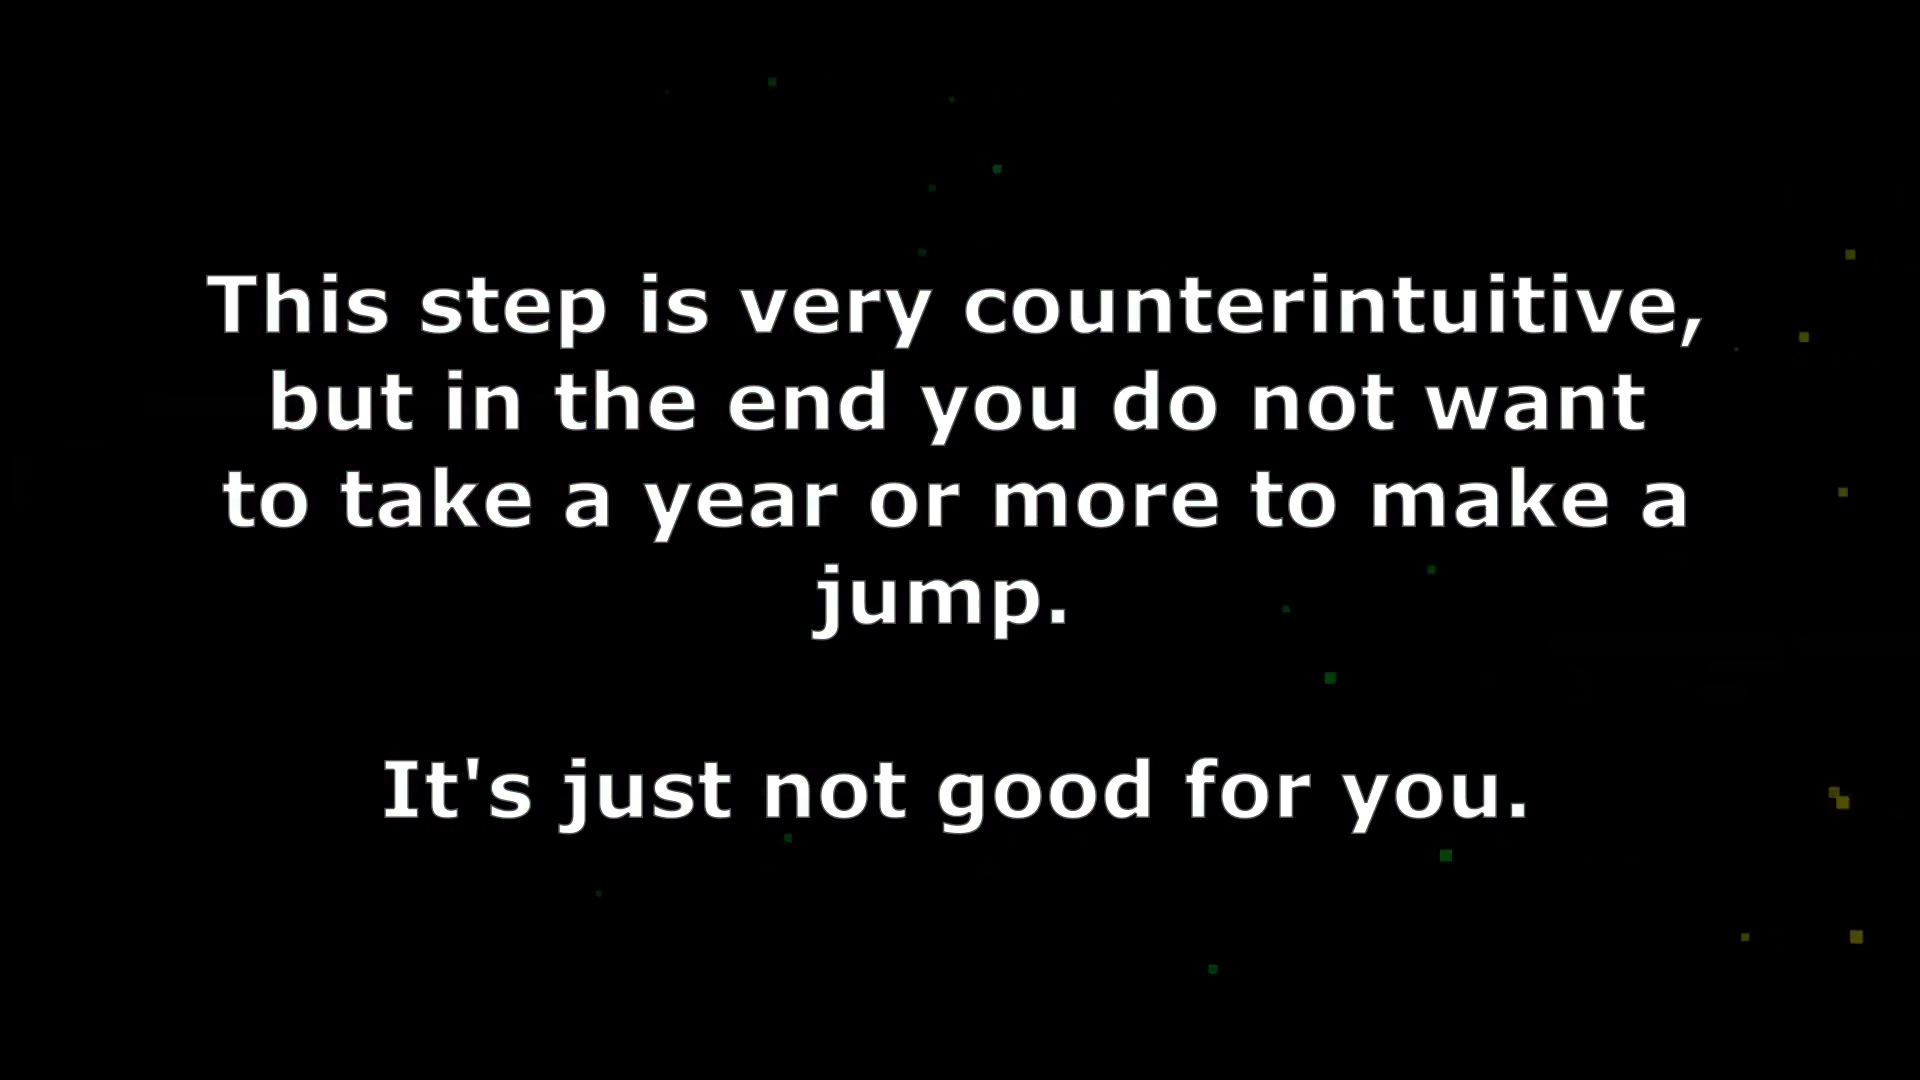 This step is very counterintuitive,
but in the end you do not want
to take a year or more to make a
jump.
It's just not good for you.